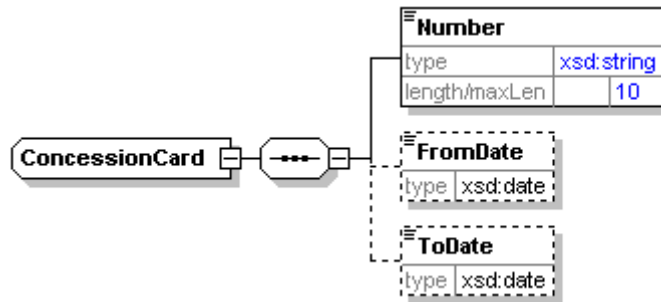 Number
type xsd:string
length/maxLen 10
ConcessionCard
FromDate
type xsd:date
ToDate
type xsd:date